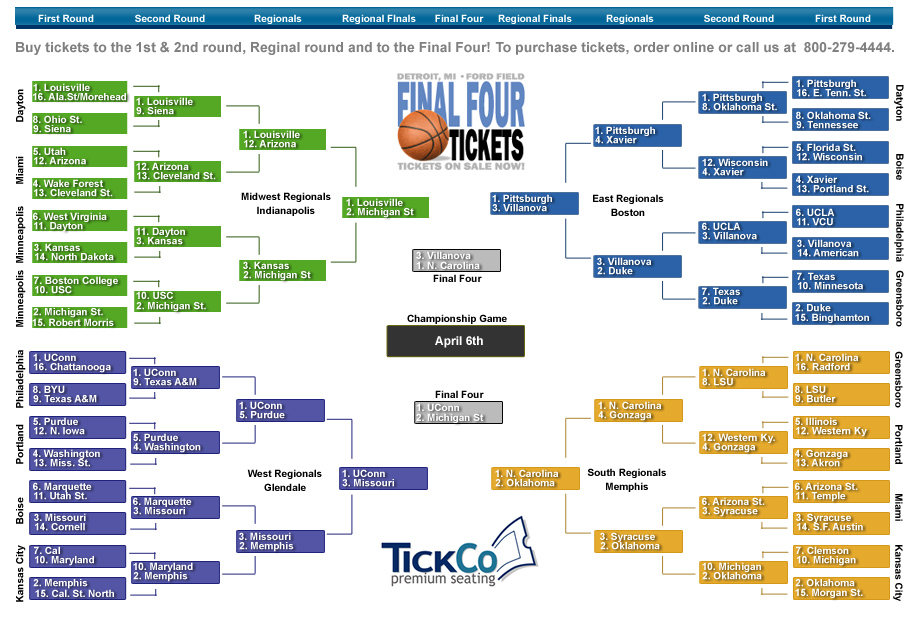 First Round Second Round Regionals Regional FInals Final Four Regional Finals Regionals Second Round First Round
Buy tickets to the 1st & 2nd round, Reginal round and to the Final Four! To purchase tickets, order online or call us at 800-279-4444.
DETROIT, MI · FORD FIELD
FINAL FOUR
TICKETS
TICKETS ON SALE NOW!
Dayton
1. Louisville
16. Ala.St/Morehead
8. Ohio St.
9. Siena
Miami
5. Utah
12. Arizona
4. Wake Forest
13. Cleveland St.
Minneapolis
6. West Virginia
11. Dayton
3. Kansas
14. North Dakota
Minneapolis
7. Boston College
10. USC
2. Michigan St.
15. Robert Morris
1. Louisville
9. Siena
12. Arizona
13. Cleveland St.
11. Dayton
3. Kansas
10. USC
2. Michigan St.
1. Louisville
12. Arizona
3. Kansas
2. Michigan St
Midwest Regionals
Indianapolis
1. Louisville
2. Michigan St
3. Villanova
1. N. Carolina
Final Four
Championship Game
April 6th
Final Four
1. UConn
2. Michigan St
1. Pittsburgh
3. Villanova
East Regionals
Boston
1. Pittsburgh
4. Xavier
3. Villanova
2. Duke
1. Pittsburgh
8. Oklahoma St.
12. Wisconsin
4. Xavier
6. UCLA
3. Villanova
7. Texas
2. Duke
1. Pittsburgh
16. E. Tenn. St.
8. Oklahoma St.
9. Tennessee
Datyton
5. Florida St.
12. Wisconsin
4. Xavier
13. Portland St.
Boise
6. UCLA
11. VCU
3. Villanova
14. American
Philadelphia
7. Texas
10. Minnesota
2. Duke
15. Binghamton
Greensboro
Philadelphia
1. UConn
16. Chattanooga
8. BYU
9. Texas A&M
Portland
5. Purdue
12. N. Iowa
4. Washington
13. Miss. St.
Boise
6. Marquette
11. Utah St.
3. Missouri
14. Cornell
Kansas City
7. Cal
10. Maryland
2. Memphis
15. Cal. St. North
1. UConn
9. Texas A&M
5. Purdue
4. Washington
6. Marquette
3. Missouri
10. Maryland
2. Memphis
1. UConn
5. Purdue
3. Missouri
2. Memphis
West Regionals
Glendale
1. UConn
3. Missouri
TickCo
premium seating
1. N. Carolina
2. Oklahoma
South Regionals
Memphis
1. N. Carolina
4. Gonzaga
3. Syracuse
2. Oklahoma
1. N. Carolina
8. LSU
12. Western Ky.
4. Gonzaga
6. Arizona St.
3. Syracuse
10. Michigan
2. Oklahoma
1. N. Carolina
16. Radford
8. LSU
9. Butler
Greensboro
5. Illinois
12. Western Ky
4. Gonzaga
13. Akron
Portland
6. Arizona St.
11. Temple
3. Syracuse
14. S.F. Austin
Miami
7. Clemson
10. Michigan
2. Oklahoma
15. Morgan St.
Kansas City